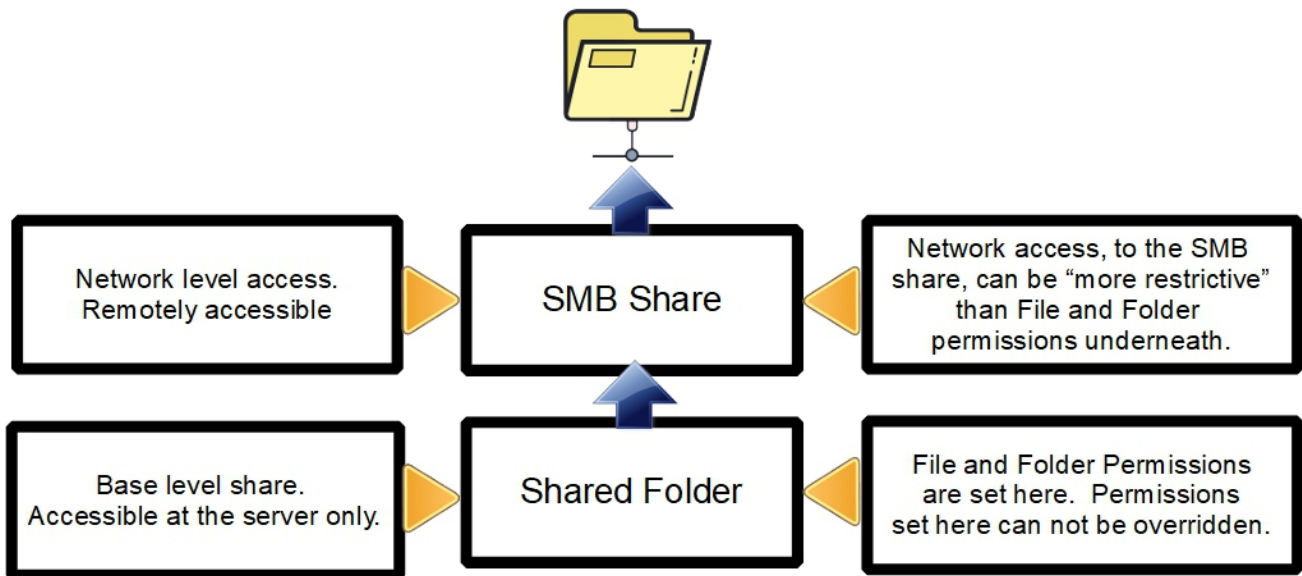 Network level access.
Remotely accessible
SMB Share
Network access, to the SMB
share, can be “more restrictive”
than File and Folder
permissions underneath.
Base level share.
Accessible at the server only.
Shared Folder
File and Folder Permissions
are set here.  Permissions
set here can not be overridden.